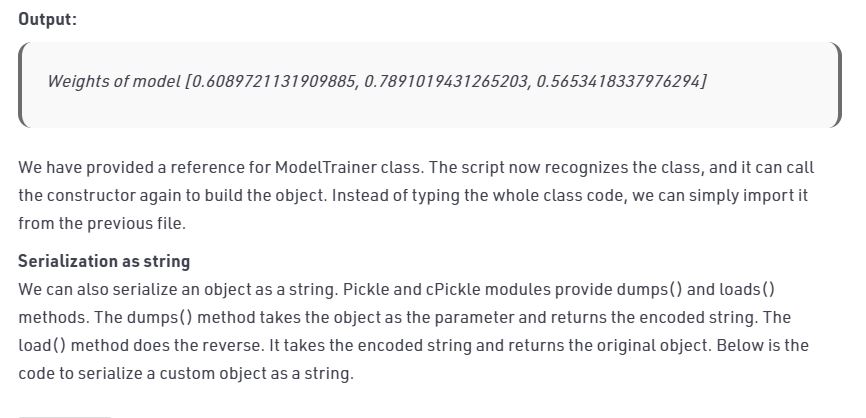 Output:
Weights of model [0.6089721131909885, 0.7891019431265203, 0.5653418337976294]
We have provided a reference for ModelTrainer class. The script now recognizes the class, and it can call
the constructor again to build the object. Instead of typing the whole class code, we can simply import it
from the previous file.
Serialization as string
We can also serialize an object as a string. Pickle and cPickle modules provide dumps() and loads()
methods. The dumps() method takes the object as the parameter and returns the encoded string. The
load() method does the reverse. It takes the encoded string and returns the original object. Below is the
code to serialize a custom object as a string.